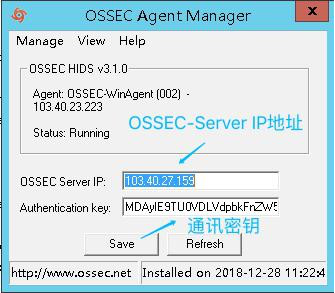 OSSEC Agent Manager
x
Manage View Help
OSSEC HIDS v3.1.0
Agent: OSSEC-WinAgent (002) -
103.40.23.223
Status: Running
OSSEC-Server IP地址
OSSEC Server IP: 103.40.27.159
Authentication key: MDAyIE9TU0VDLVdpbkFnZW5
通讯密钥
Save Refresh
http://www.ossec.net Installed on 2018-12-28 11:22:4